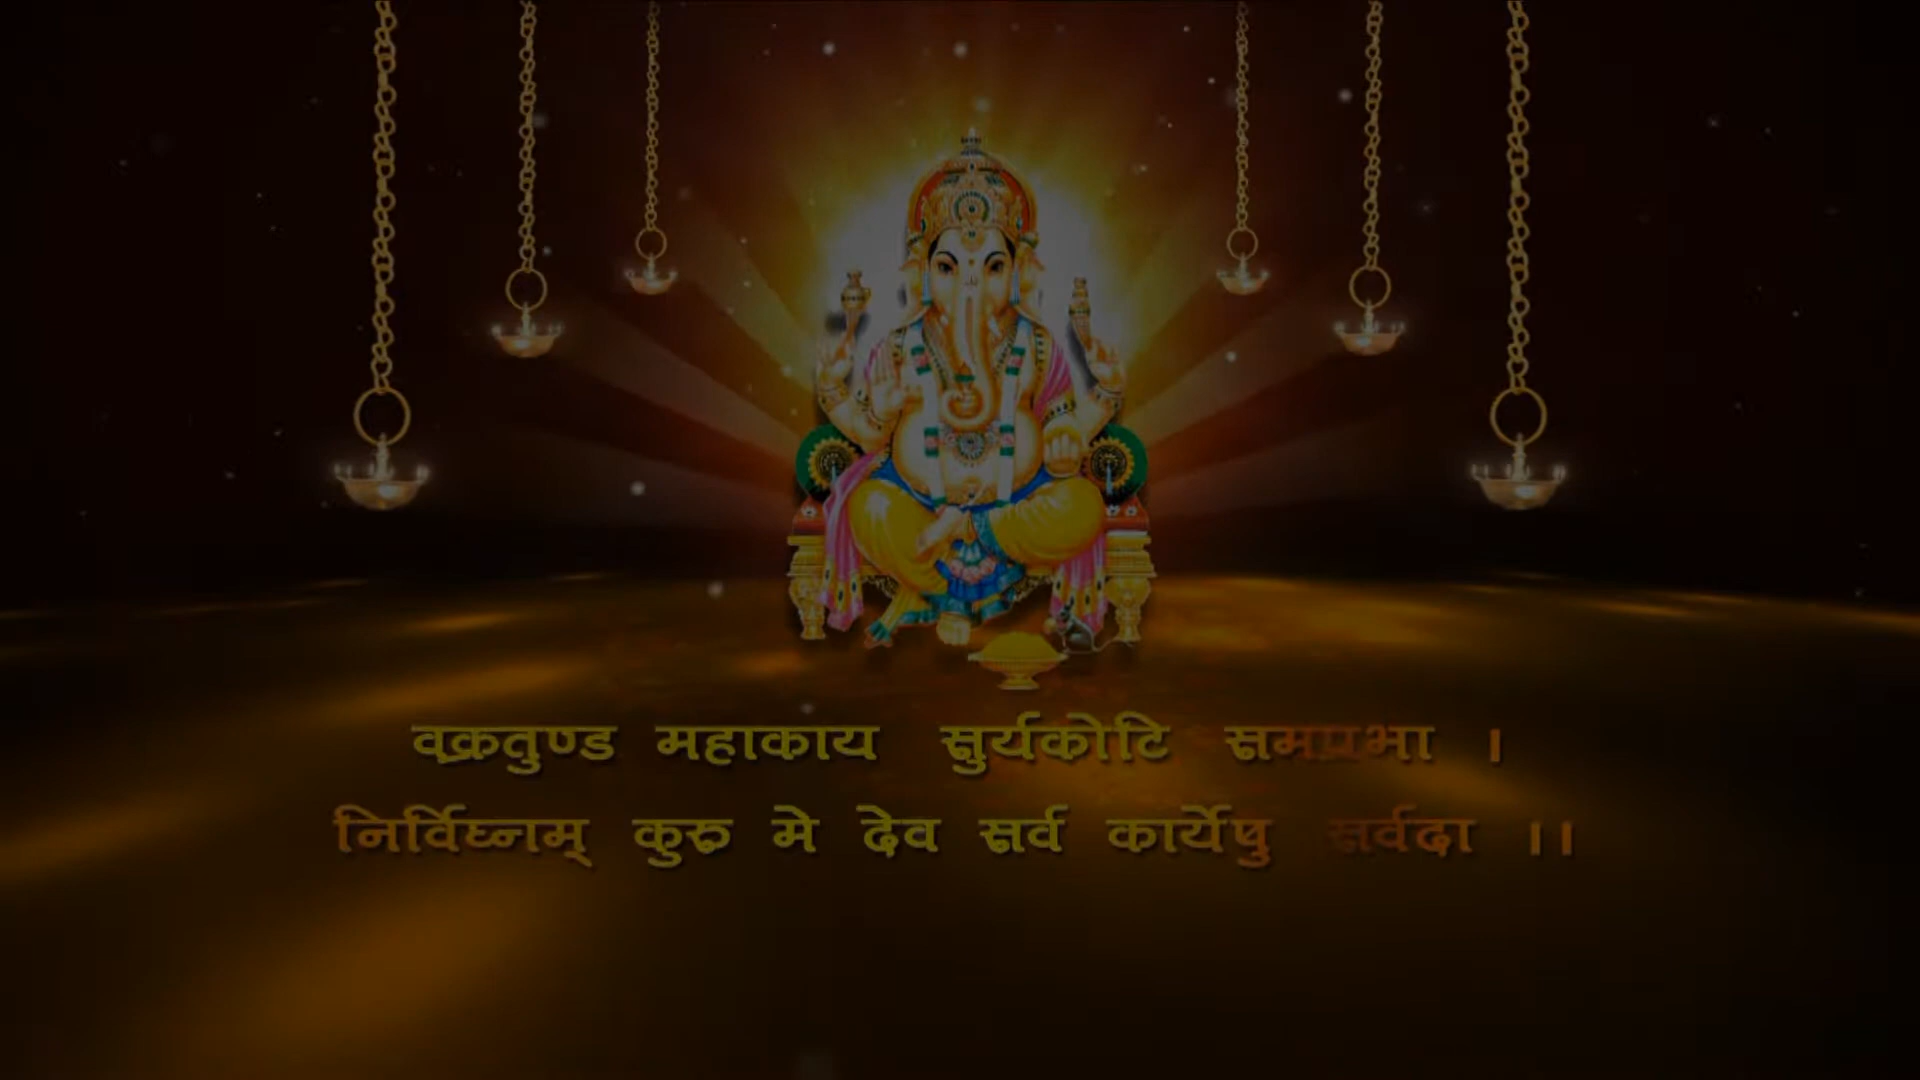 वक्रतुण्ड महाकाय सुर्यकोटि समप्रभा ।
निर्विघ्नम् कुरु मे देव सर्व कार्येषु सर्वदा ।।